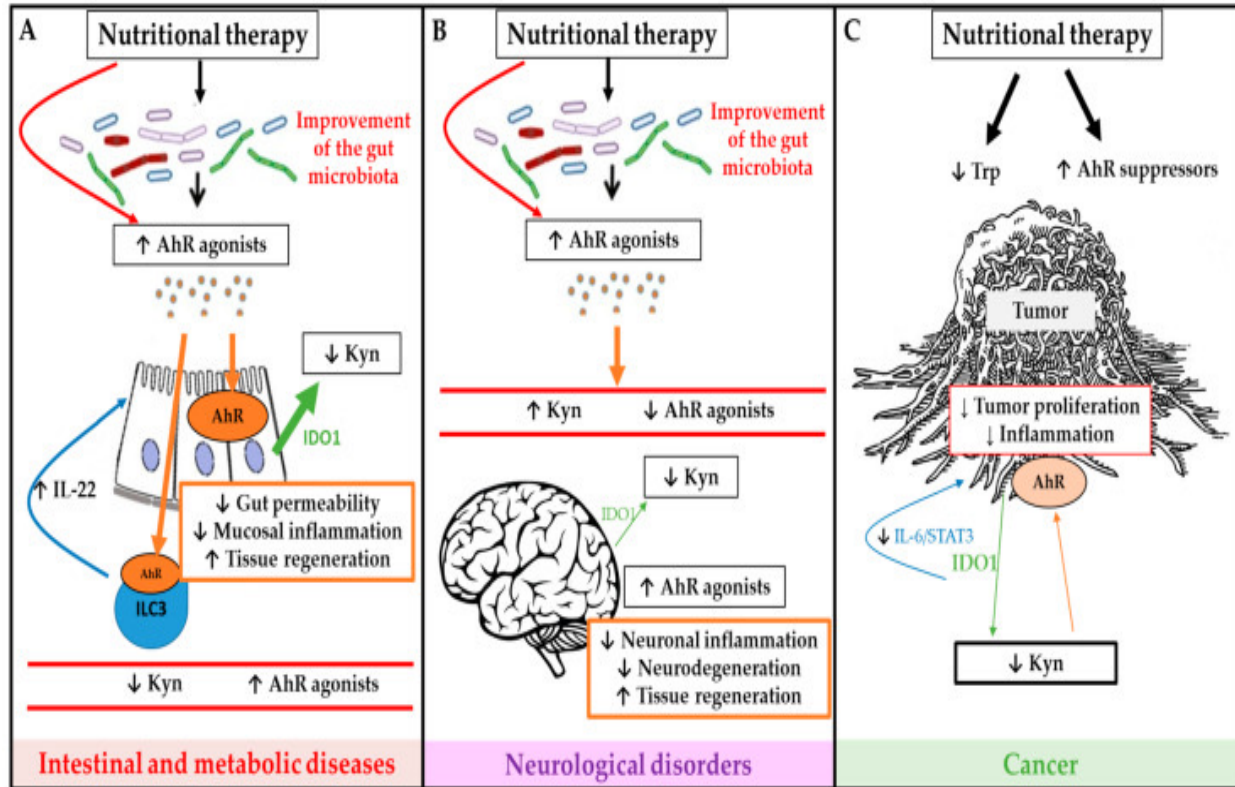 A
Nutritional therapy
Improvement
of the gut
microbiota
↑ AhR agonists
↓ Kyn
AhR
IDO1
↑ IL-22
↓ Gut permeability
↓ Mucosal inflammation
↑ Tissue regeneration
AhR
ILC3
↓ Kyn ↑ AhR agonists
Intestinal and metabolic diseases
B
Nutritional therapy
Improvement
of the gut
microbiota
↑ AhR agonists
↑ Kyn ↓ AhR agonists
↓ Kyn
IDO1
↑ AhR agonists
↓ Neuronal inflammation
↓ Neurodegeneration
↑ Tissue regeneration
Neurological disorders
C
Nutritional therapy
↓ Trp ↑ AhR suppressors
Tumor
↓ Tumor proliferation
↓ Inflammation
AhR
↓ IL-6/STAT3
IDO1
↓ Kyn
Cancer